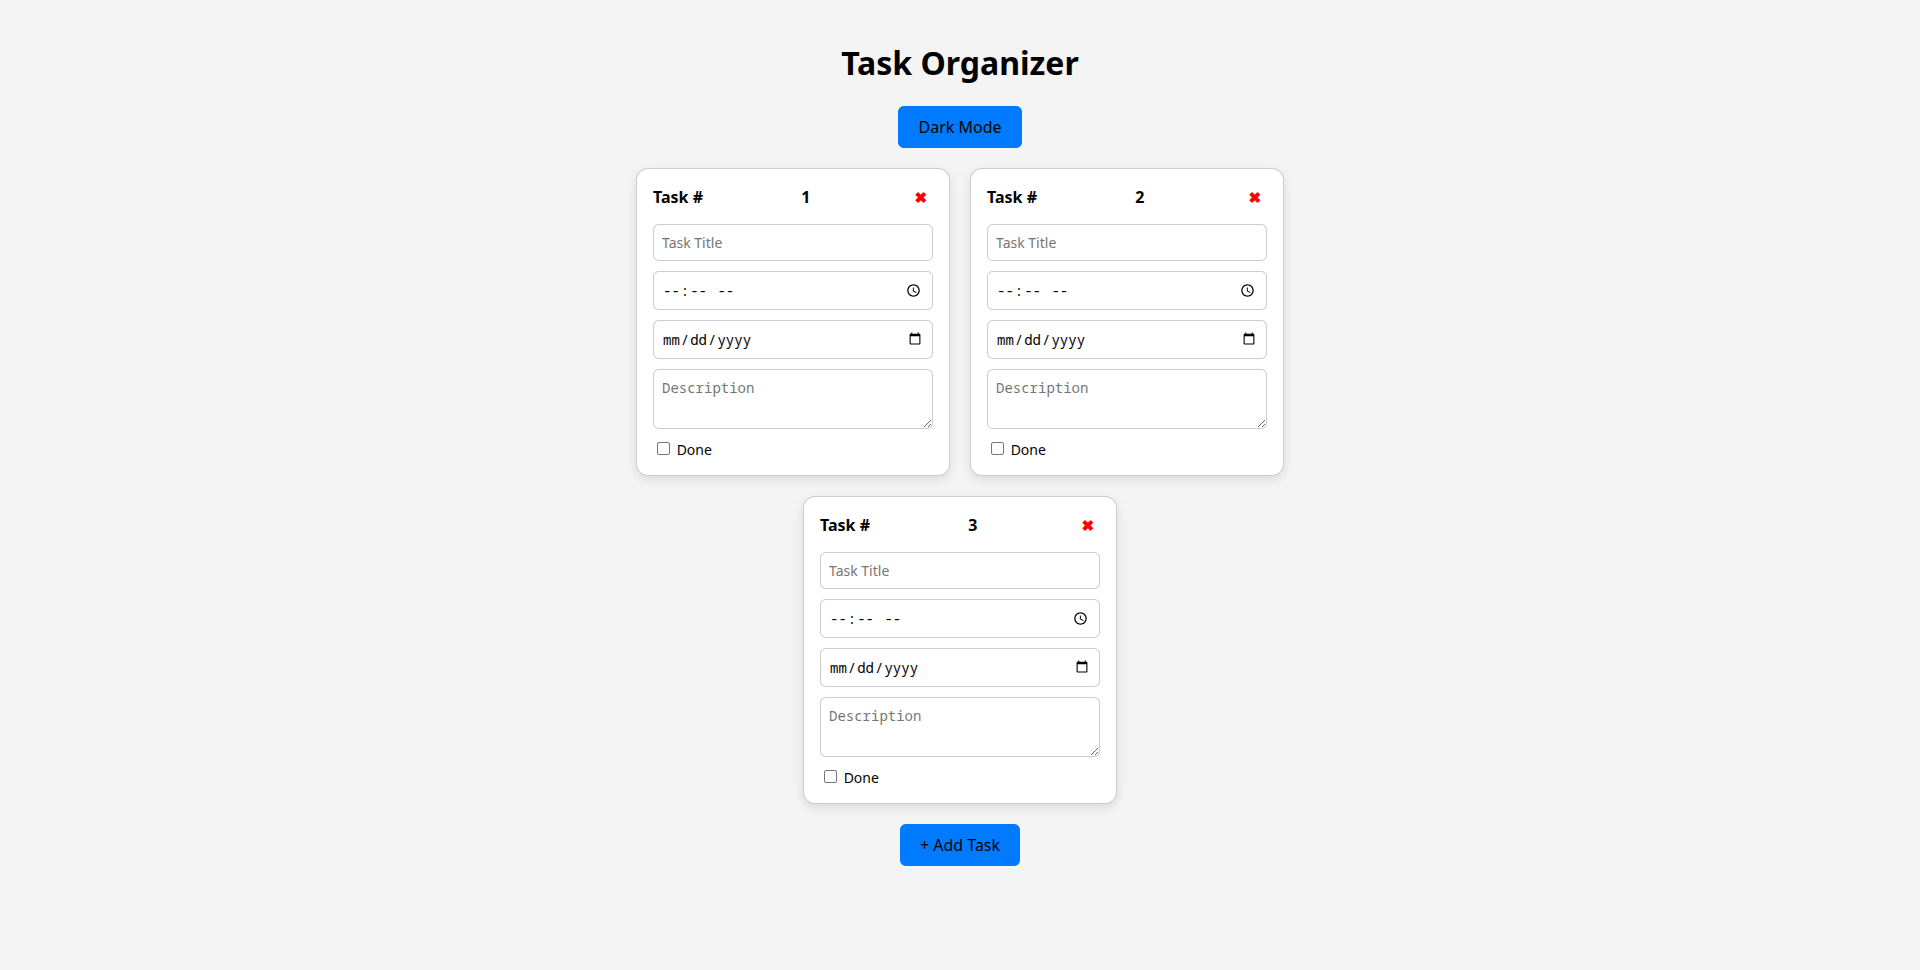 Task Organizer
Dark Mode
Task # 1 ✖
Task Title
--:-- --
mm/dd/yyyy
Description
Done
Task # 2 ✖
Task Title
--:-- --
mm/dd/yyyy
Description
Done
Task # 3 ✖
Task Title
--:-- --
mm/dd/yyyy
Description
Done
+ Add Task